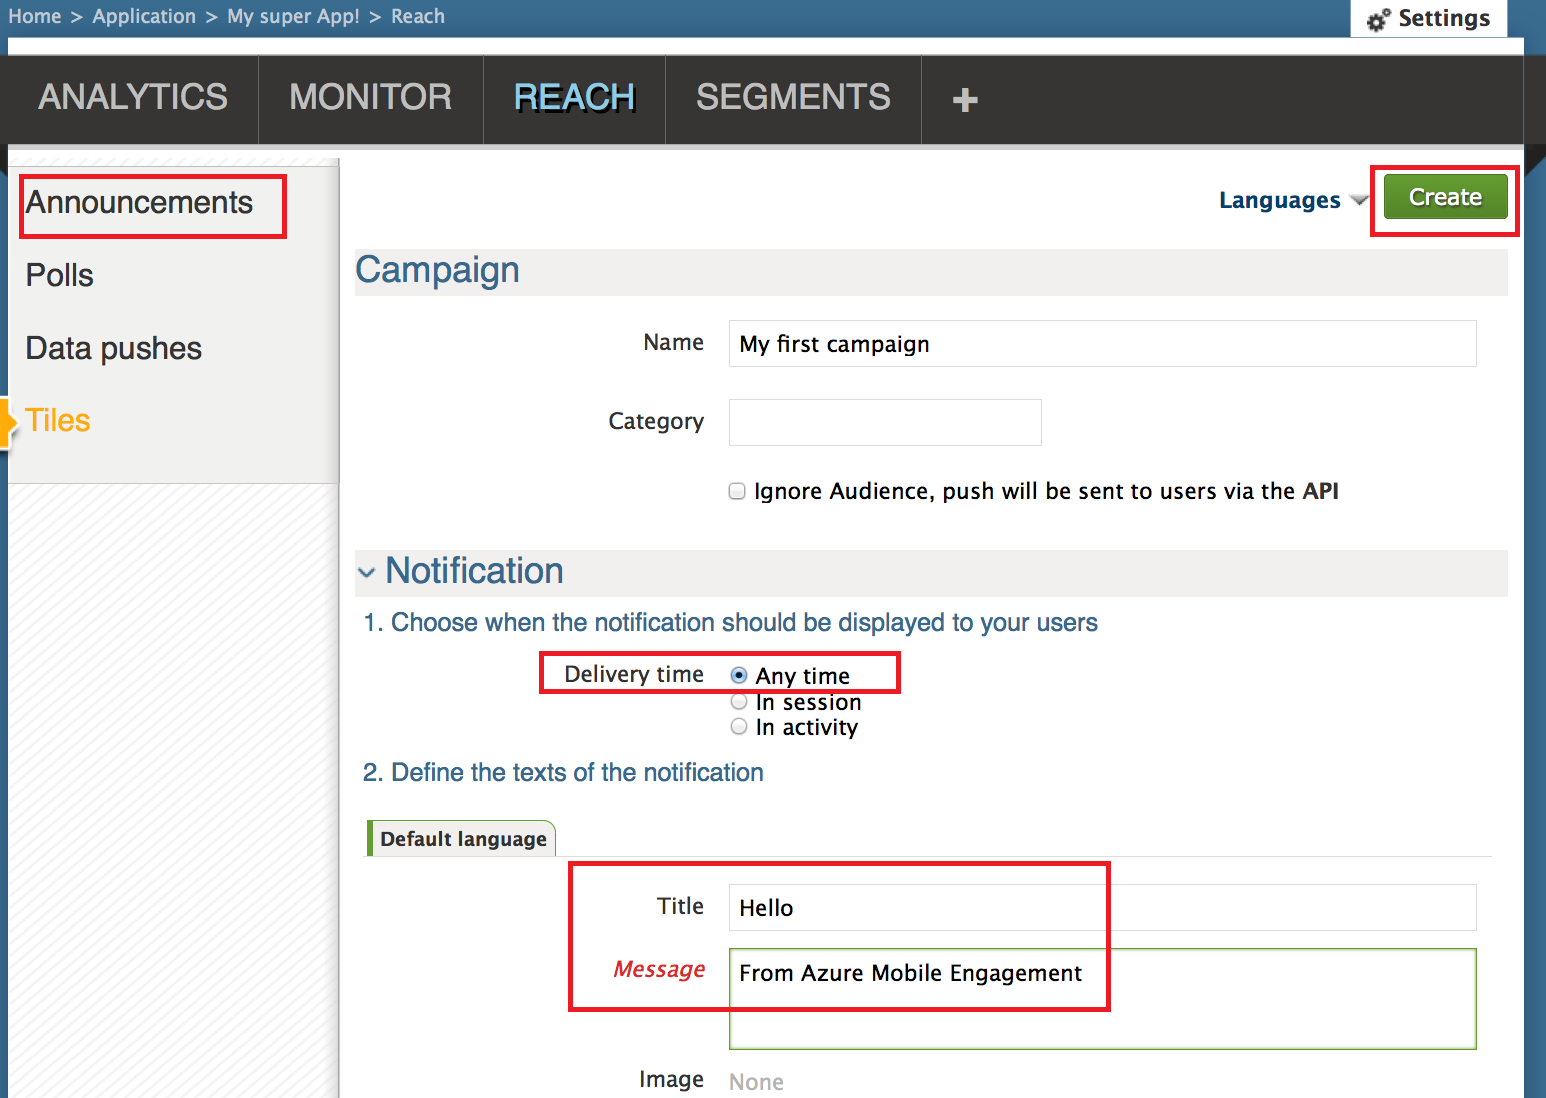 Home > Application > My super App! > Reach
Settings
ANALYTICS MONITOR REACH SEGMENTS +
Announcements
Polls
Data pushes
Tiles
Languages Create
Campaign
Name My first campaign
Category
Ignore Audience, push will be sent to users via the API
Notification
1. Choose when the notification should be displayed to your users
Delivery time Any time
In session
In activity
2. Define the texts of the notification
Default language
Title Hello
Message From Azure Mobile Engagement
Image None